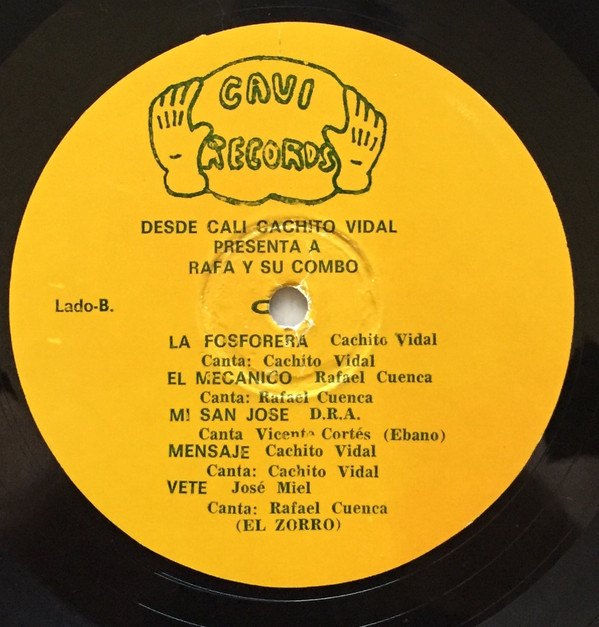 CAVI
RECORDS
DESDE CALI CACHITO VIDAL
PRESENTA A
RAFA Y SU COMBO
Lado-B.
LA FOSFORERA Cachito Vidal
Canta: Cachito Vidal
EL MECANICO Rafael Cuenca
Canta: Rafael Cuenca
MI SAN JOSE D.R.A.
Canta Vicente Cortés (Ebano)
MENSAJE Cachito Vidal
Canta: Cachito Vidal
VETE José Miel
Canta: Rafael Cuenca
(EL ZORRO)